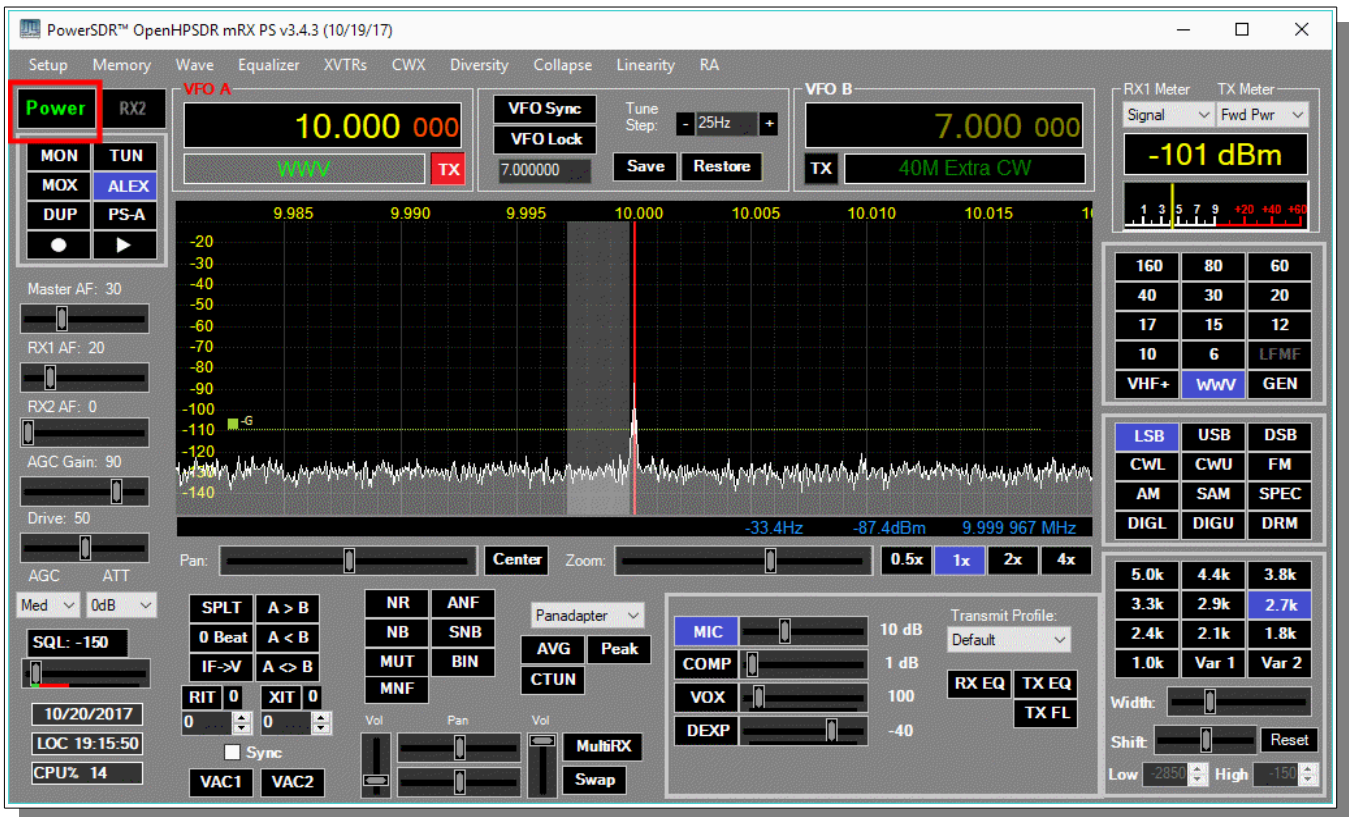 PowerSDR™ OpenHPSDR mRX PS v3.4.3 (10/19/17)
Setup Memory Wave Equalizer XVTRs CWX Diversity Collapse Linearity RA
Power RX2
MON TUN
MOX ALEX
DUP PS-A
Master AF: 30
RX1 AF: 20
RX2 AF: 0
AGC Gain: 90
Drive: 50
AGC ATT
Med 0dB
SQL: -150
10/20/2017
LOC 19:15:50
CPU% 14
VFO A
10.000 000
WWV TX
VFO Sync
VFO Lock
7.000000
Tune
Step: - 25Hz +
Save Restore
VFO B
7.000 000
TX 40M Extra CW
RX1 Meter TX Meter
Signal Fwd Pwr
-101 dBm
1 3 5 7 9 +20 +40 +60
9.985 9.990 9.995 10.000 10.005 10.010 10.015 1
-20
-30
-40
-50
-60
-70
-80
-90
-100
-G
-110
-120
-130
-140
-33.4Hz -87.4dBm 9.999 967 MHz
Pan: Center Zoom: 0.5x 1x 2x 4x
160 80 60
40 30 20
17 15 12
10 6 LFMF
VHF+ WWV GEN
LSB USB DSB
CWL CWU FM
AM SAM SPEC
DIGL DIGU DRM
5.0k 4.4k 3.8k
3.3k 2.9k 2.7k
2.4k 2.1k 1.8k
1.0k Var 1 Var 2
Width:
Shift: Reset
Low -2850 High -150
SPLT A > B
0 Beat A < B
IF->V A <> B
RIT 0 XIT 0
0 0
Sync
VAC1 VAC2
NR ANF
NB SNB
MUT BIN
MNF
Panadapter
AVG Peak
CTUN
Vol Pan Vol
MultiRX
Swap
MIC 10 dB
COMP 1 dB
VOX 100
DEXP -40
Transmit Profile:
Default
RX EQ TX EQ
TX FL